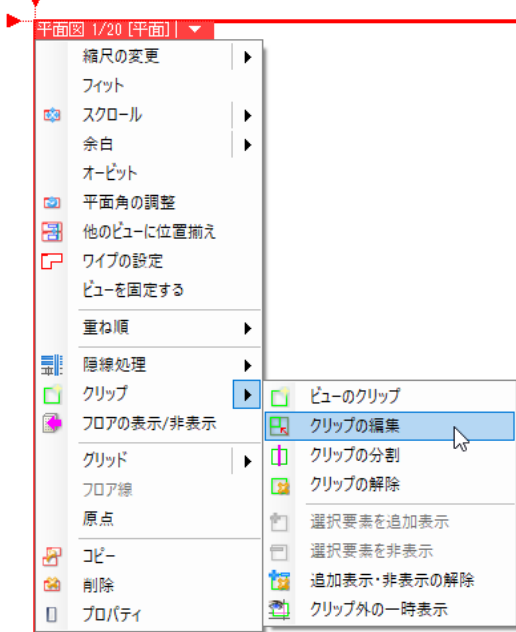 平面図 1/20 [平面]
縮尺の変更
フィット
スクロール
余白
オービット
平面角の調整
他のビューに位置揃え
ワイプの設定
ビューを固定する
重ね順
隠線処理
クリップ
フロアの表示/非表示
グリッド
フロア線
原点
コピー
削除
プロパティ
ビューのクリップ
クリップの編集
クリップの分割
クリップの解除
選択要素を追加表示
選択要素を非表示
追加表示・非表示の解除
クリップ外の一時表示